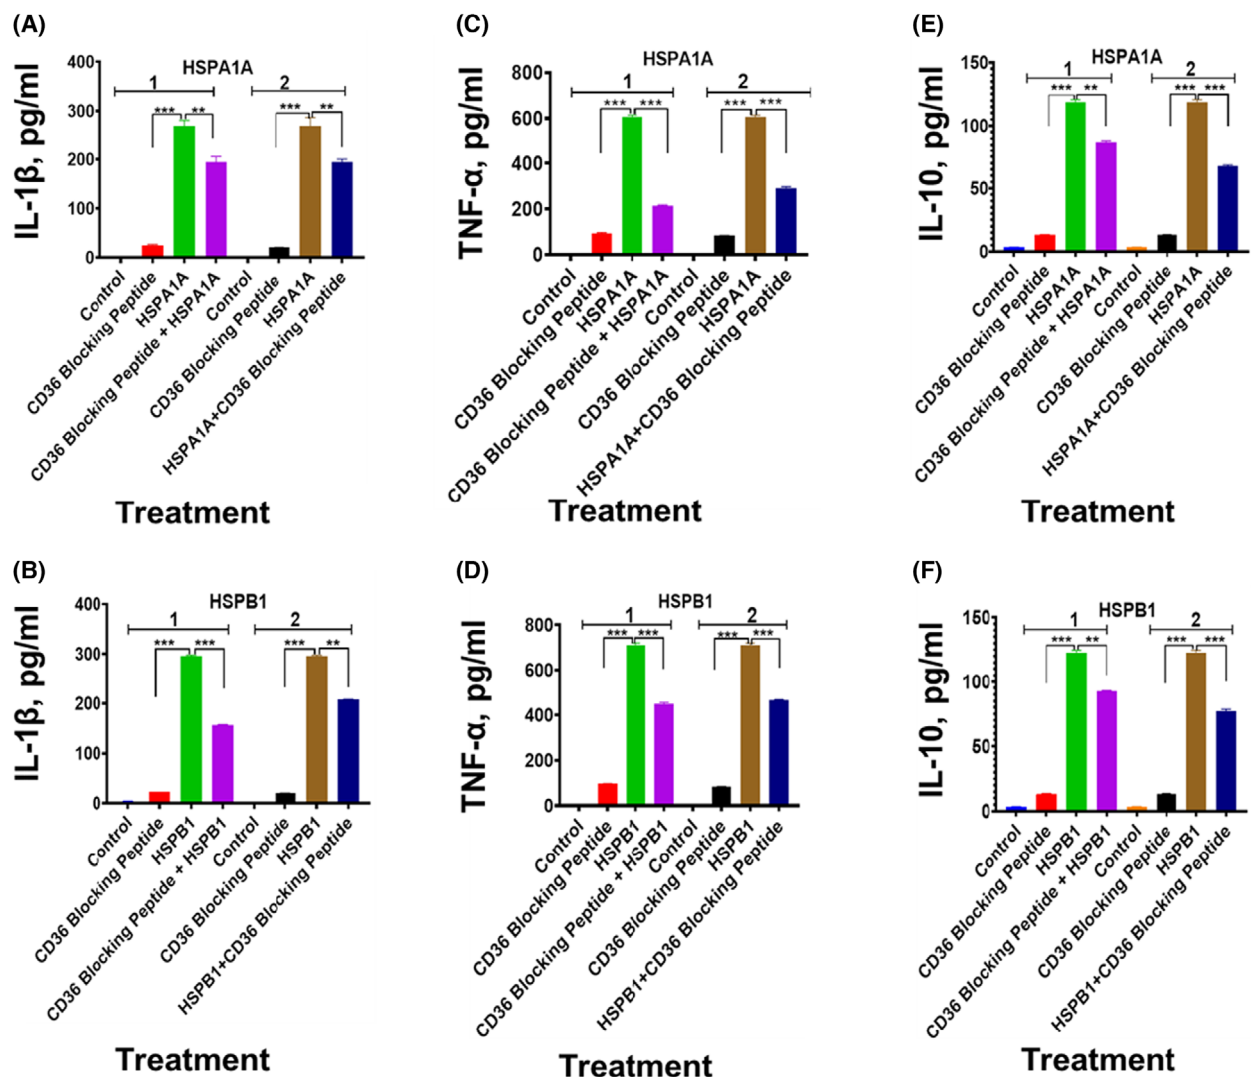 (A)
HSPA1A
1
2
IL-1β, pg/ml
400
300
200
100
0
***
**
***
**
Control
CD36 Blocking Peptide
HSPA1A
CD36 Blocking Peptide + HSPA1A
Control
CD36 Blocking Peptide
HSPA1A
HSPA1A+CD36 Blocking Peptide
Treatment
(C)
HSPA1A
1
2
TNF-α, pg/ml
800
600
400
200
0
***
***
***
***
Control
CD36 Blocking Peptide
HSPA1A
CD36 Blocking Peptide + HSPA1A
Control
CD36 Blocking Peptide
HSPA1A
HSPA1A+CD36 Blocking Peptide
Treatment
(E)
HSPA1A
1
2
IL-10, pg/ml
150
100
50
0
***
**
***
***
Control
CD36 Blocking Peptide
HSPA1A
CD36 Blocking Peptide + HSPA1A
Control
CD36 Blocking Peptide
HSPA1A
HSPA1A+CD36 Blocking Peptide
Treatment
(B)
HSPB1
1
2
IL-1β, pg/ml
400
300
200
100
0
***
***
***
**
Control
CD36 Blocking Peptide
HSPB1
CD36 Blocking Peptide + HSPB1
Control
CD36 Blocking Peptide
HSPB1
HSPB1+CD36 Blocking Peptide
Treatment
(D)
HSPB1
1
2
TNF-α, pg/ml
800
600
400
200
0
***
***
***
***
Control
CD36 Blocking Peptide
HSPB1
CD36 Blocking Peptide + HSPB1
Control
CD36 Blocking Peptide
HSPB1
HSPB1+CD36 Blocking Peptide
Treatment
(F)
HSPB1
1
2
IL-10, pg/ml
150
100
50
0
***
**
***
***
Control
CD36 Blocking Peptide
HSPB1
CD36 Blocking Peptide + HSPB1
Control
CD36 Blocking Peptide
HSPB1
HSPB1+CD36 Blocking Peptide
Treatment